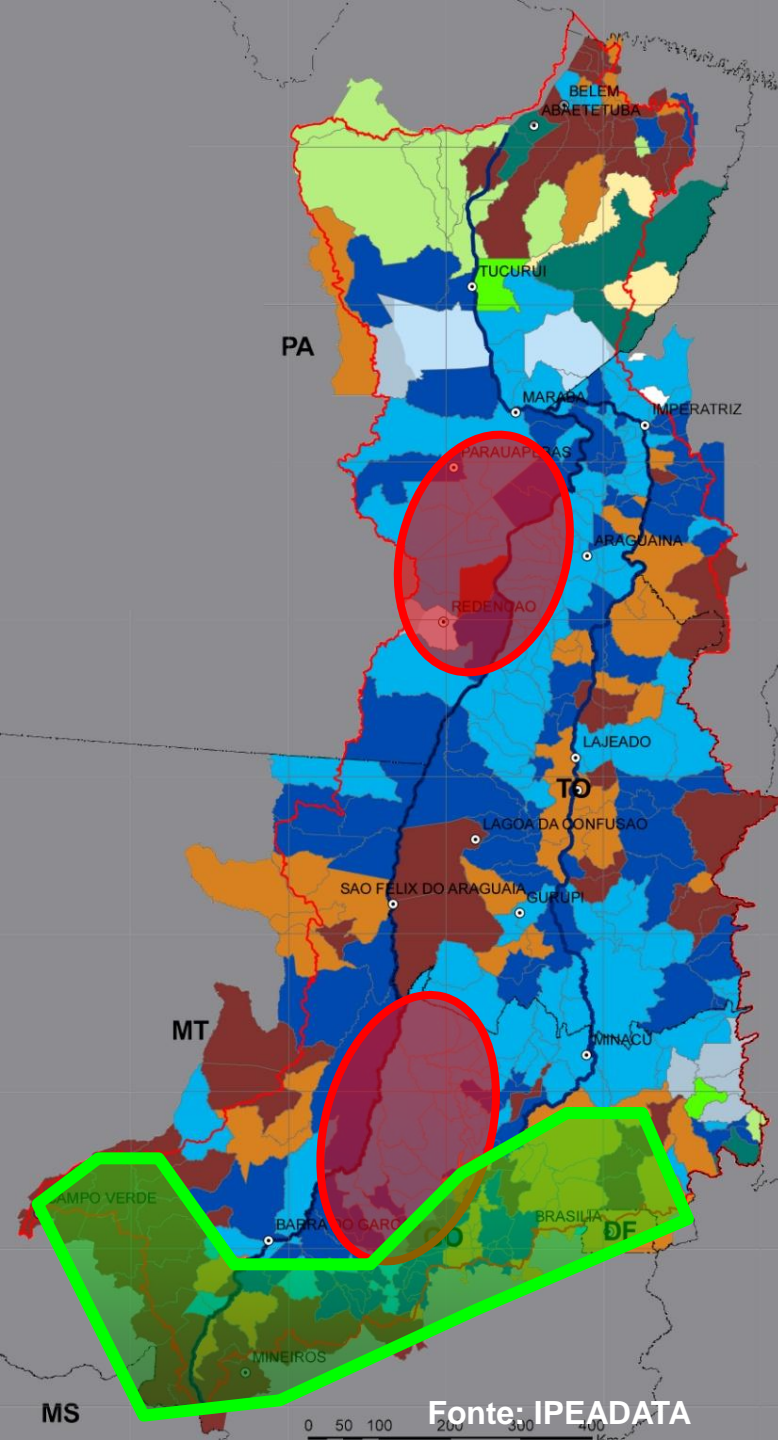 BELEM
ABAETETUBA
TUCURUI
PA
MARABA
IMPERATRIZ
PARAUAPEBAS
ARAGUAINA
REDENCAO
LAJEADO
TO
LAGOA DA CONFUSAO
SAO FELIX DO ARAGUAIA
GURUPI
MT
MINACU
CAMPO VERDE
BRASILIA
DF
BARRA DO GARC
GO
MINEIROS
MS
Fonte: IPEADATA
0 50 100 200 300 400
Km